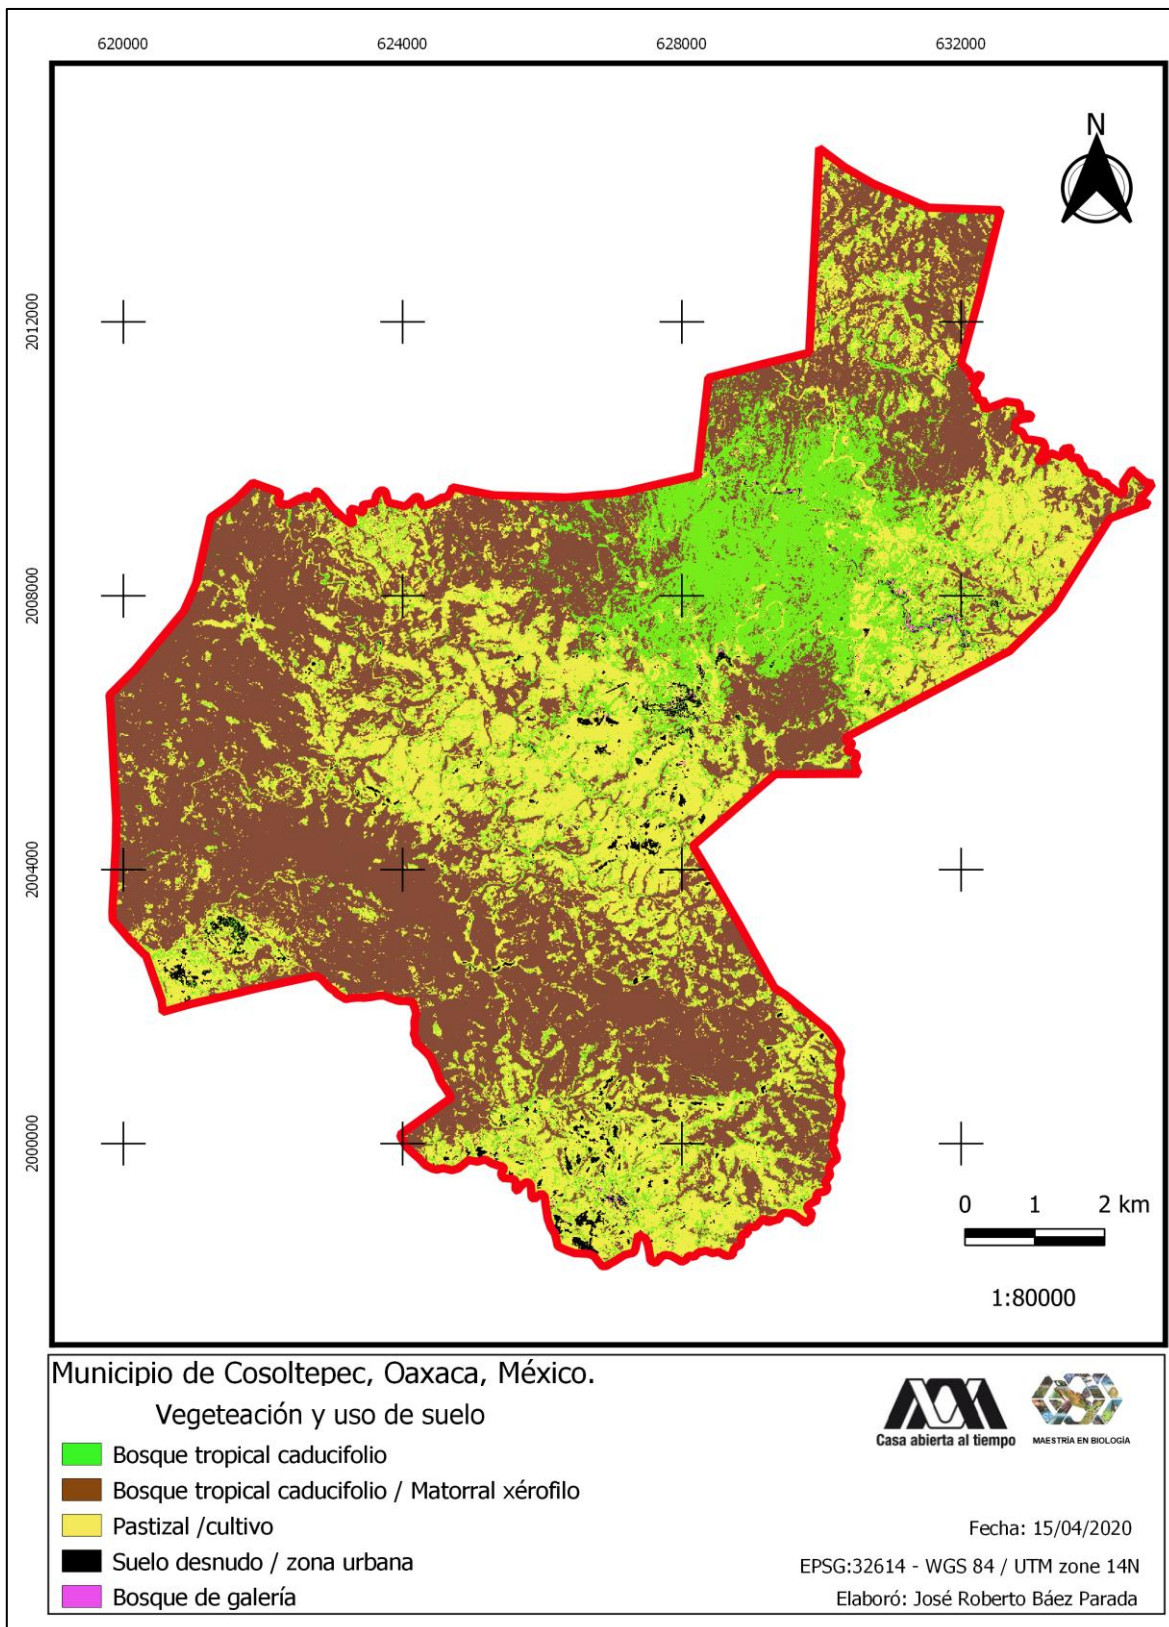 620000
624000
628000
632000
N
2012000
2008000
2004000
2000000
0 1 2 km
1:80000
Municipio de Cosoltepec, Oaxaca, México.
Vegeteación y uso de suelo
Bosque tropical caducifolio
Bosque tropical caducifolio / Matorral xérofilo
Pastizal /cultivo
Suelo desnudo / zona urbana
Bosque de galería
Casa abierta al tiempo
MAESTRÍA EN BIOLOGÍA
Fecha: 15/04/2020
EPSG:32614 - WGS 84 / UTM zone 14N
Elaboró: José Roberto Báez Parada